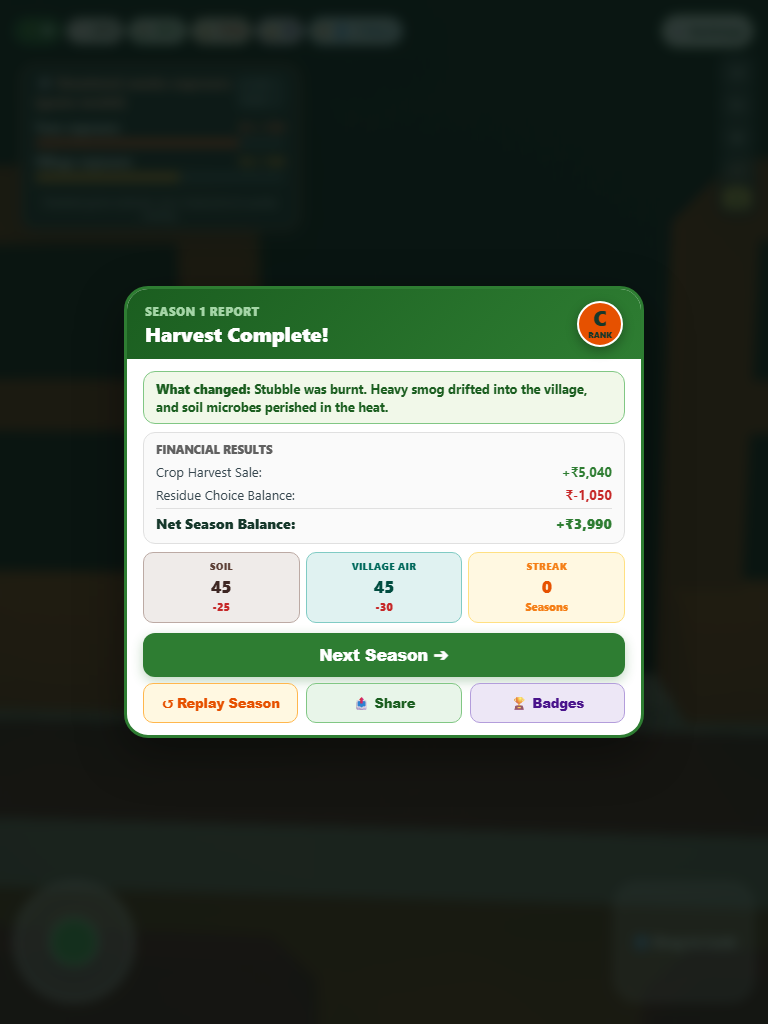 SEASON 1 REPORT
Harvest Complete!
C
RANK
What changed: Stubble was burnt. Heavy smog drifted into the village,
and soil microbes perished in the heat.
FINANCIAL RESULTS
Crop Harvest Sale: +₹5,040
Residue Choice Balance: ₹-1,050
Net Season Balance: +₹3,990
SOIL
45
-25
VILLAGE AIR
45
-30
STREAK
0
Seasons
Next Season ➔
↺ Replay Season
📤 Share
🏆 Badges